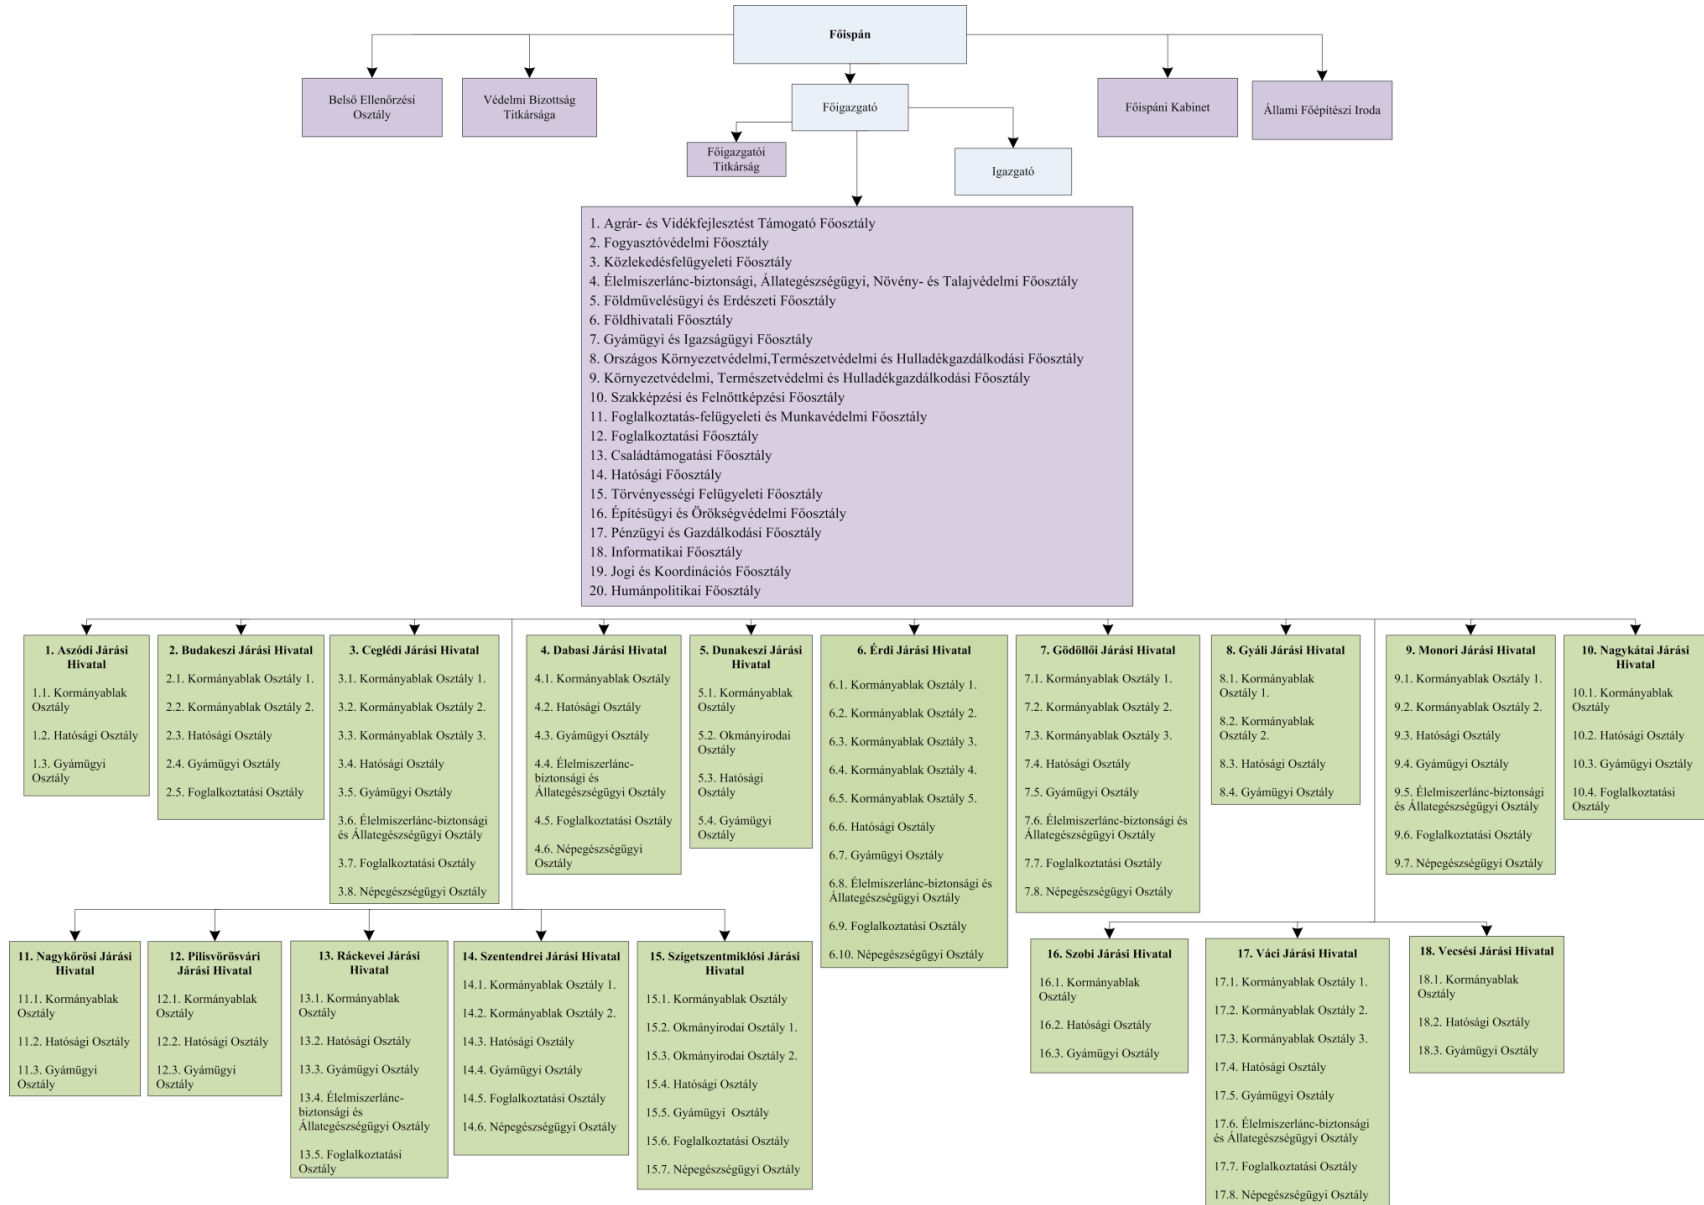 Főispán
Belső Ellenőrzési
Osztály
Védelmi Bizottság
Titkársága
Főigazgató
Főispáni Kabinet
Állami Főépítészi Iroda
Főigazgatói
Titkárság
Igazgató
1. Agrár- és Vidékfejlesztést Támogató Főosztály
2. Fogyasztóvédelmi Főosztály
3. Közlekedésfelügyeleti Főosztály
4. Élelmiszerlánc-biztonsági, Állategészségügyi, Növény- és Talajvédelmi Főosztály
5. Földművelésügyi és Erdészeti Főosztály
6. Földhivatali Főosztály
7. Gyámügyi és Igazságügyi Főosztály
8. Országos Környezetvédelmi,Természetvédelmi és Hulladékgazdálkodási Főosztály
9. Környezetvédelmi, Természetvédelmi és Hulladékgazdálkodási Főosztály
10. Szakképzési és Felnőttképzési Főosztály
11. Foglalkoztatás-felügyeleti és Munkavédelmi Főosztály
12. Foglalkoztatási Főosztály
13. Családtámogatási Főosztály
14. Hatósági Főosztály
15. Törvényességi Felügyeleti Főosztály
16. Építésügyi és Örökségvédelmi Főosztály
17. Pénzügyi és Gazdálkodási Főosztály
18. Informatikai Főosztály
19. Jogi és Koordinációs Főosztály
20. Humánpolitikai Főosztály
1. Aszódi Járási
Hivatal
1.1. Kormányablak
Osztály
1.2. Hatósági Osztály
1.3. Gyámügyi
Osztály
2. Budakeszi Járási Hivatal
2.1. Kormányablak Osztály 1.
2.2. Kormányablak Osztály 2.
2.3. Hatósági Osztály
2.4. Gyámügyi Osztály
2.5. Foglalkoztatási Osztály
3. Ceglédi Járási Hivatal
3.1. Kormányablak Osztály 1.
3.2. Kormányablak Osztály 2.
3.3. Kormányablak Osztály 3.
3.4. Hatósági Osztály
3.5. Gyámügyi Osztály
3.6. Élelmiszerlánc-biztonsági
és Állategészségügyi Osztály
3.7. Foglalkoztatási Osztály
3.8. Népegészségügyi Osztály
4. Dabasi Járási Hivatal
4.1. Kormányablak Osztály
4.2. Hatósági Osztály
4.3. Gyámügyi Osztály
4.4. Élelmiszerlánc-
biztonsági és
Állategészségügyi Osztály
4.5. Foglalkoztatási Osztály
4.6. Népegészségügyi
Osztály
5. Dunakeszi Járási
Hivatal
5.1. Kormányablak
Osztály
5.2. Okmányirodai
Osztály
5.3. Hatósági
Osztály
5.4. Gyámügyi
Osztály
6. Érdi Járási Hivatal
6.1. Kormányablak Osztály 1.
6.2. Kormányablak Osztály 2.
6.3. Kormányablak Osztály 3.
6.4. Kormányablak Osztály 4.
6.5. Kormányablak Osztály 5.
6.6. Hatósági Osztály
6.7. Gyámügyi Osztály
6.8. Élelmiszerlánc-biztonsági és
Állategészségügyi Osztály
6.9. Foglalkoztatási Osztály
6.10. Népegészségügyi Osztály
7. Gödöllői Járási Hivatal
7.1. Kormányablak Osztály 1.
7.2. Kormányablak Osztály 2.
7.3. Kormányablak Osztály 3.
7.4. Hatósági Osztály
7.5. Gyámügyi Osztály
7.6. Élelmiszerlánc-biztonsági és
Állategészségügyi Osztály
7.7. Foglalkoztatási Osztály
7.8. Népegészségügyi Osztály
8. Gyáli Járási Hivatal
8.1. Kormányablak
Osztály 1.
8.2. Kormányablak
Osztály 2.
8.3. Hatósági Osztály
8.4. Gyámügyi Osztály
9. Monori Járási Hivatal
9.1. Kormányablak Osztály 1.
9.2. Kormányablak Osztály 2.
9.3. Hatósági Osztály
9.4. Gyámügyi Osztály
9.5. Élelmiszerlánc-biztonsági
és Állategészségügyi Osztály
9.6. Foglalkoztatási Osztály
9.7. Népegészségügyi Osztály
10. Nagykátai Járási
Hivatal
10.1. Kormányablak
Osztály
10.2. Hatósági Osztály
10.3. Gyámügyi Osztály
10.4. Foglalkoztatási
Osztály
11. Nagykőrösi Járási
Hivatal
11.1. Kormányablak
Osztály
11.2. Hatósági Osztály
11.3. Gyámügyi
Osztály
12. Pilisvörösvári
Járási Hivatal
12.1. Kormányablak
Osztály
12.2. Hatósági Osztály
12.3. Gyámügyi
Osztály
13. Ráckevei Járási
Hivatal
13.1. Kormányablak
Osztály
13.2. Hatósági Osztály
13.3. Gyámügyi Osztály
13.4. Élelmiszerlánc-
biztonsági és
Állategészségügyi Osztály
13.5. Foglalkoztatási
Osztály
14. Szentendrei Járási Hivatal
14.1. Kormányablak Osztály 1.
14.2. Kormányablak Osztály 2.
14.3. Hatósági Osztály
14.4. Gyámügyi Osztály
14.5. Foglalkoztatási Osztály
14.6. Népegészségügyi Osztály
15. Szigetszentmiklósi Járási
Hivatal
15.1. Kormányablak Osztály
15.2. Okmányirodai Osztály 1.
15.3. Okmányirodai Osztály 2.
15.4. Hatósági Osztály
15.5. Gyámügyi Osztály
15.6. Foglalkoztatási Osztály
15.7. Népegészségügyi Osztály
16. Szobi Járási Hivatal
16.1. Kormányablak
Osztály
16.2. Hatósági Osztály
16.3. Gyámügyi Osztály
17. Váci Járási Hivatal
17.1. Kormányablak Osztály 1.
17.2. Kormányablak Osztály 2.
17.3. Kormányablak Osztály 3.
17.4. Hatósági Osztály
17.5. Gyámügyi Osztály
17.6. Élelmiszerlánc-biztonsági
és Állategészségügyi Osztály
17.7. Foglalkoztatási Osztály
17.8. Népegészségügyi Osztály
18. Vecsési Járási Hivatal
18.1. Kormányablak
Osztály
18.2. Hatósági Osztály
18.3. Gyámügyi Osztály